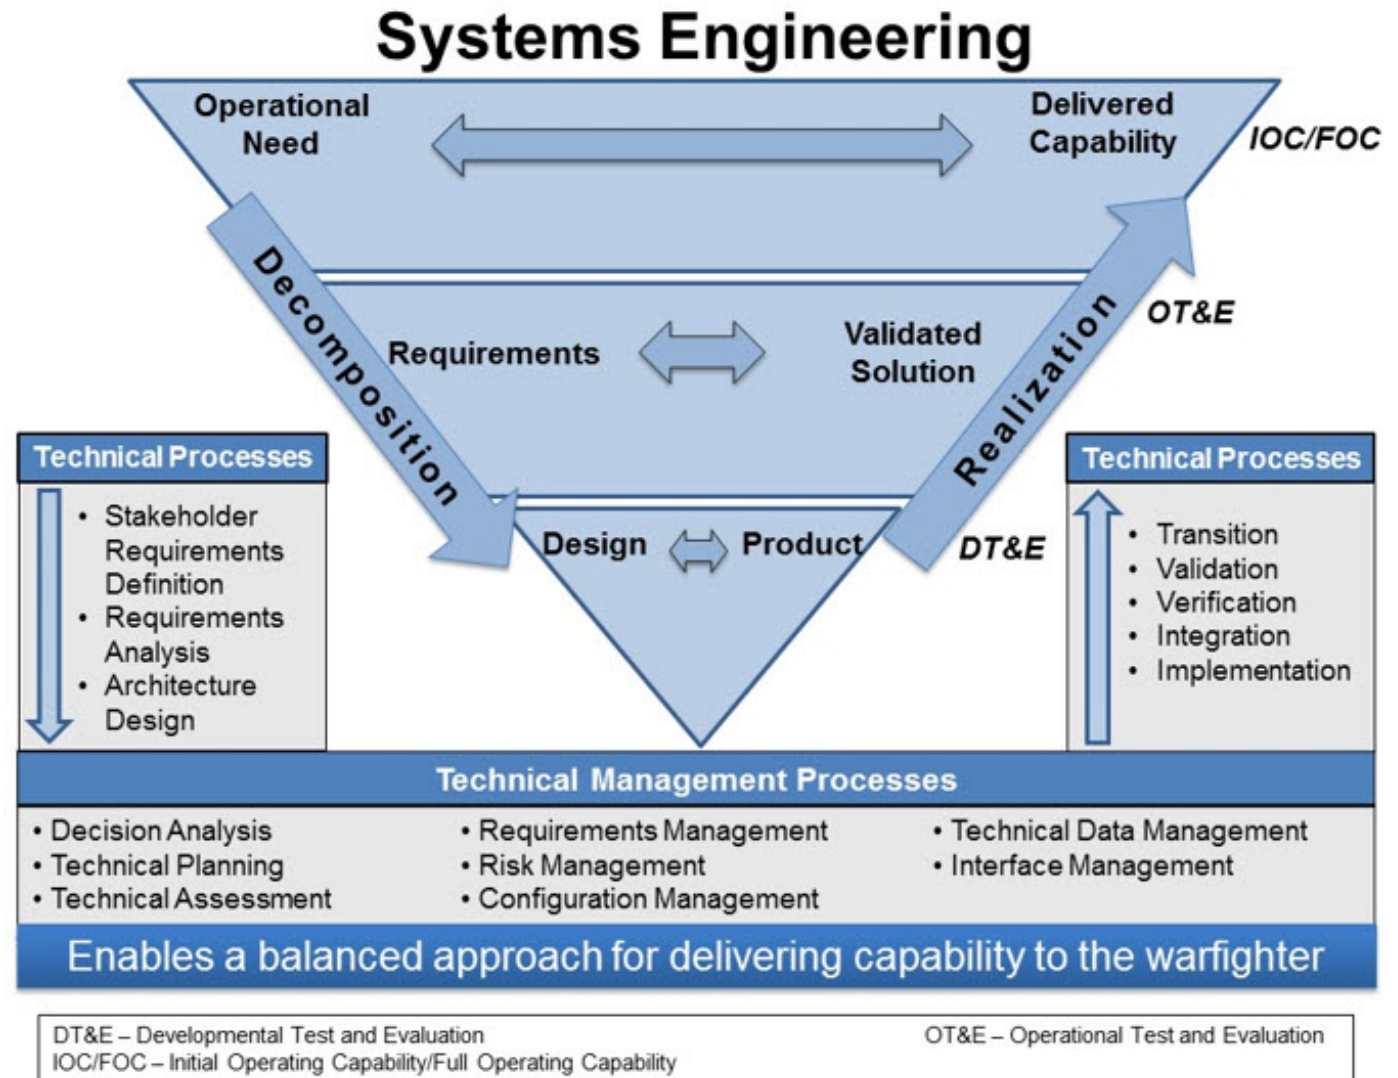 Systems Engineering
Operational
Need
Delivered
Capability
IOC/FOC
Decomposition
Requirements
Validated
Solution
Realization
OT&E
Design
Product
DT&E
Technical Processes
• Stakeholder
Requirements
Definition
• Requirements
Analysis
• Architecture
Design
Technical Processes
• Transition
• Validation
• Verification
• Integration
• Implementation
Technical Management Processes
• Decision Analysis
• Technical Planning
• Technical Assessment
• Requirements Management
• Risk Management
• Configuration Management
• Technical Data Management
• Interface Management
Enables a balanced approach for delivering capability to the warfighter
DT&E – Developmental Test and Evaluation
OT&E – Operational Test and Evaluation
IOC/FOC – Initial Operating Capability/Full Operating Capability